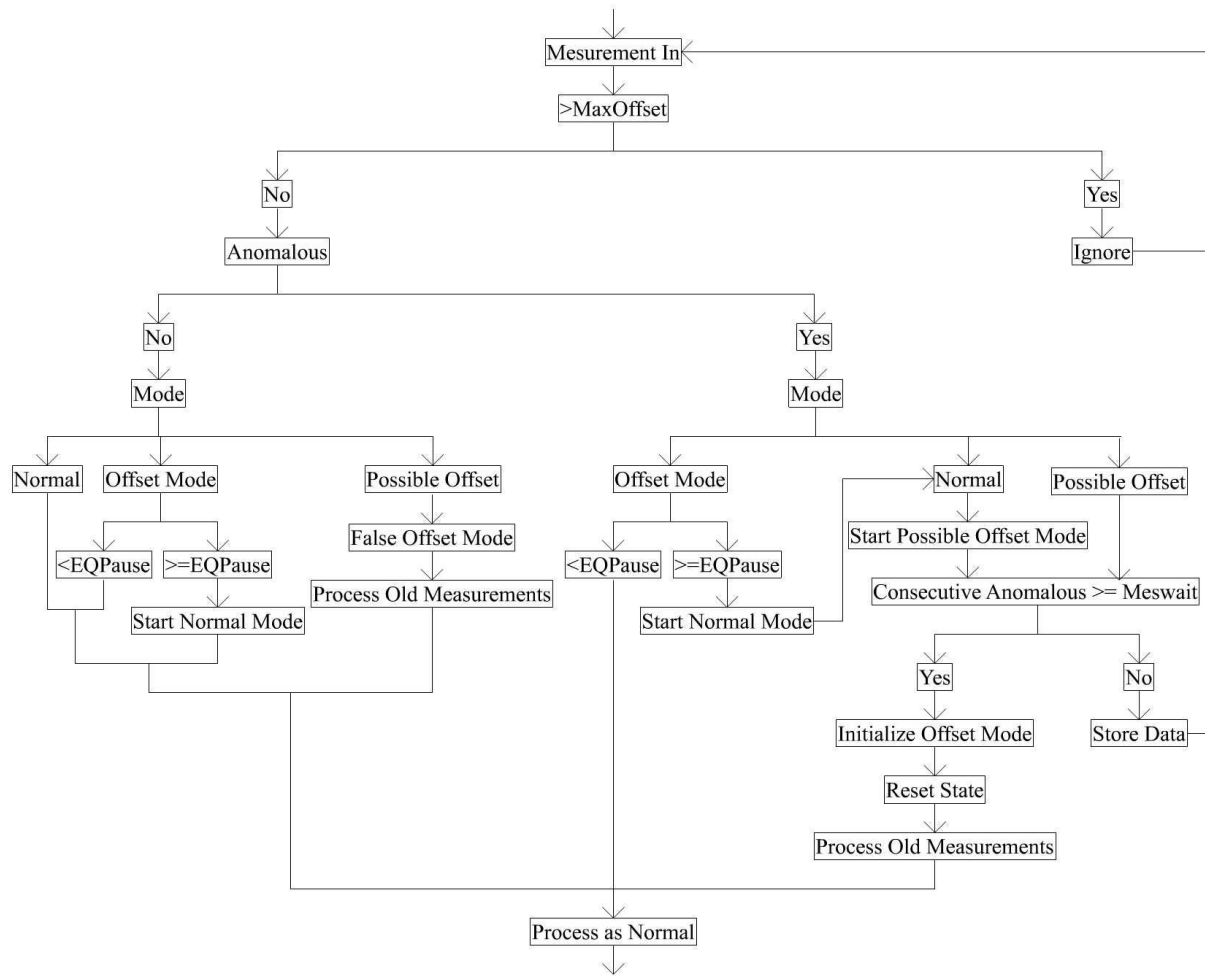 Mesurement In
>MaxOffset
No
Yes
Anomalous
Ignore
No
Yes
Mode
Mode
Normal
Offset Mode
Possible Offset
Offset Mode
Normal
Possible Offset
False Offset Mode
Start Possible Offset Mode
<EQPause
>=EQPause
<EQPause
>=EQPause
Process Old Measurements
Consecutive Anomalous >= Meswait
Start Normal Mode
Start Normal Mode
Yes
No
Initialize Offset Mode
Store Data
Reset State
Process Old Measurements
Process as Normal